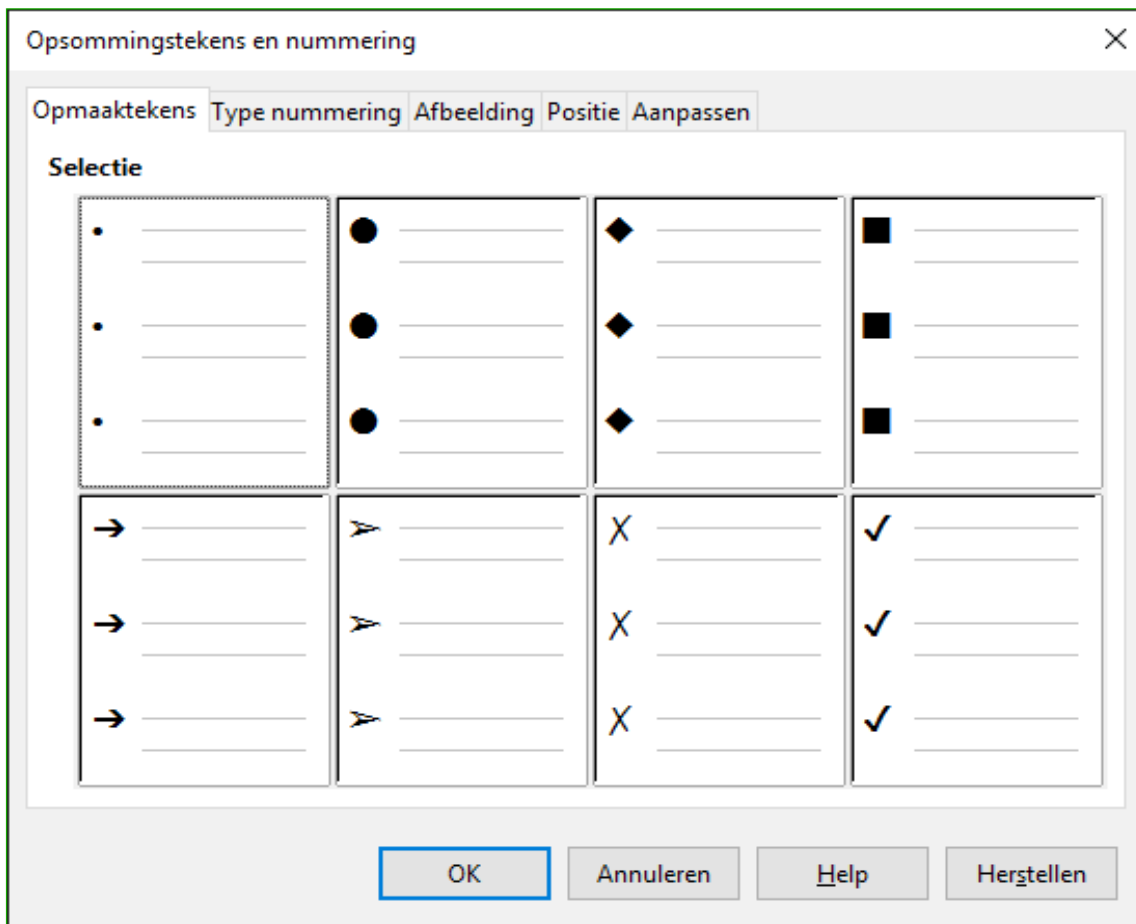 Opsommingstekens en nummering
Opmaaktekens Type nummering Afbeelding Positie Aanpassen
Selectie
OK Annuleren Help Herstellen